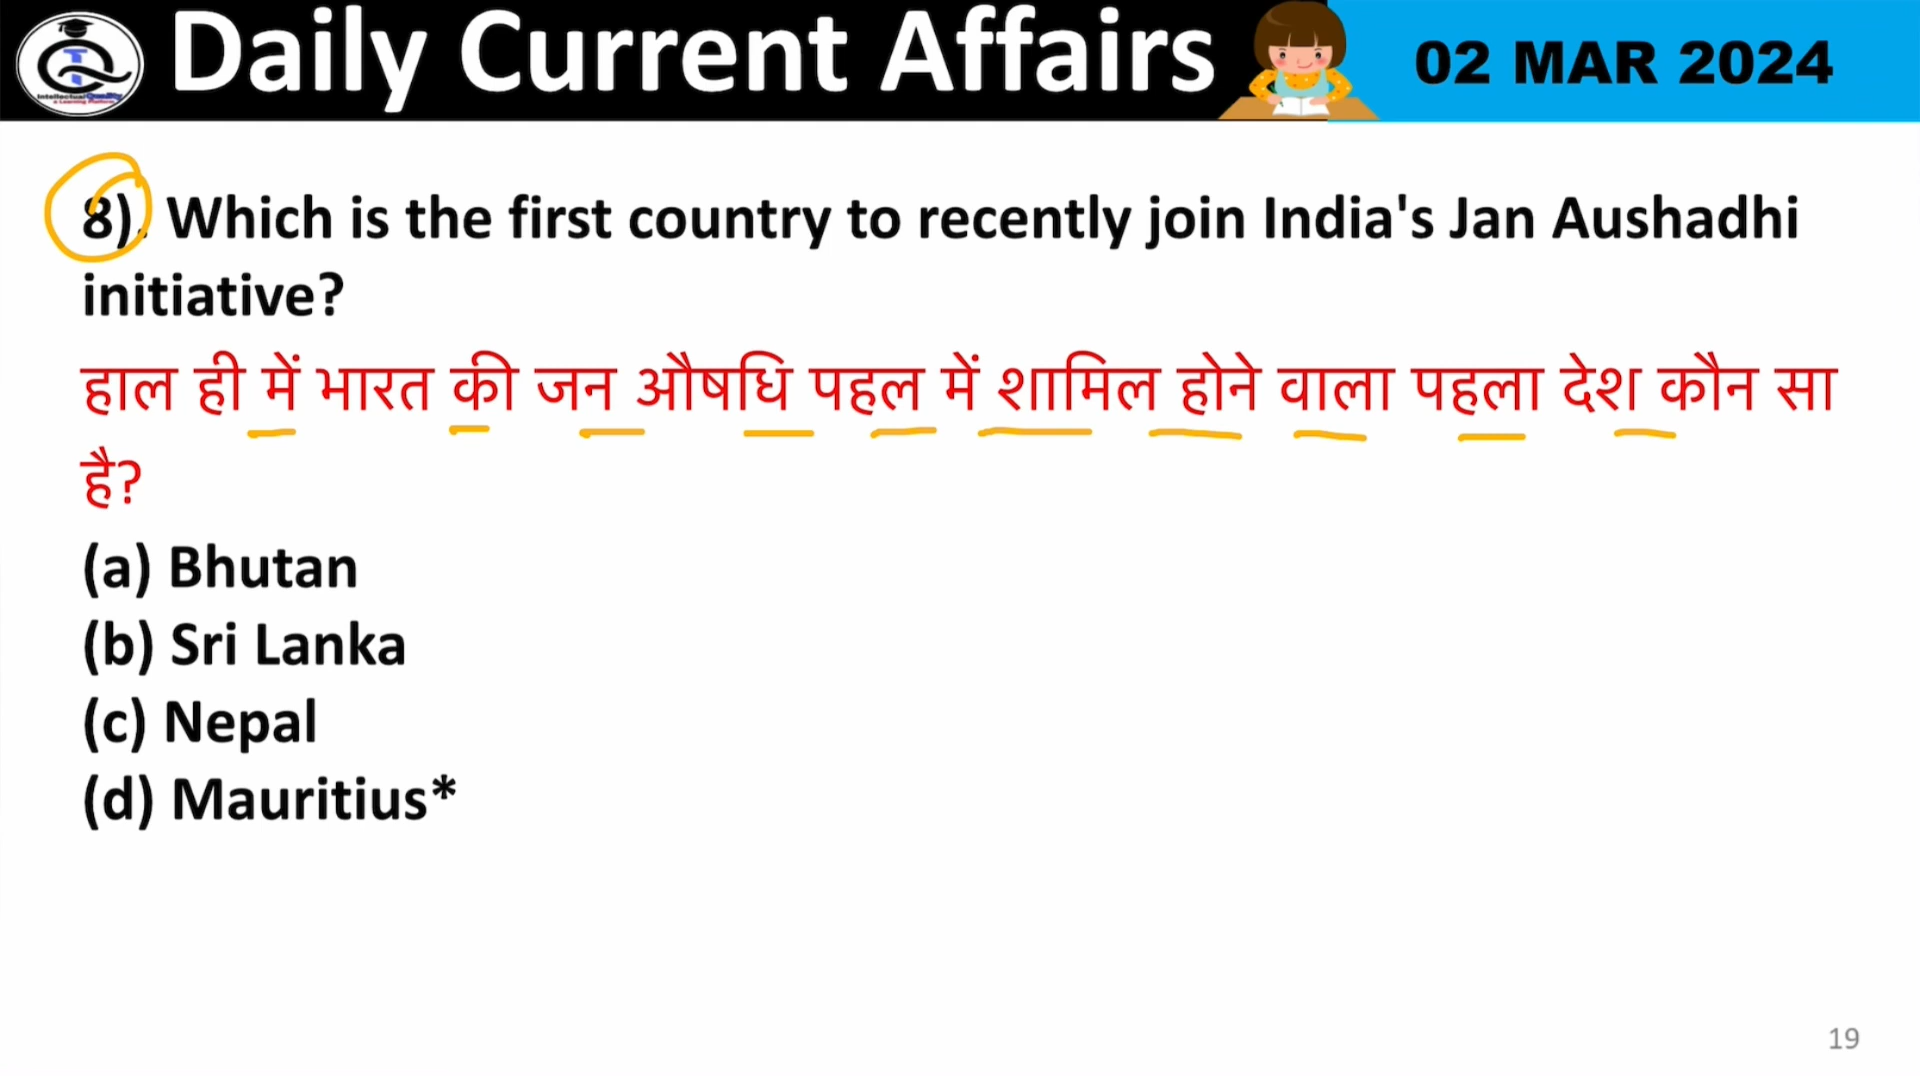 Daily Current Affairs
02 MAR 2024
8). Which is the first country to recently join India's Jan Aushadhi
initiative?
हाल ही में भारत की जन औषधि पहल में शामिल होने वाला पहला देश कौन सा
है?
(a) Bhutan
(b) Sri Lanka
(c) Nepal
(d) Mauritius*
19